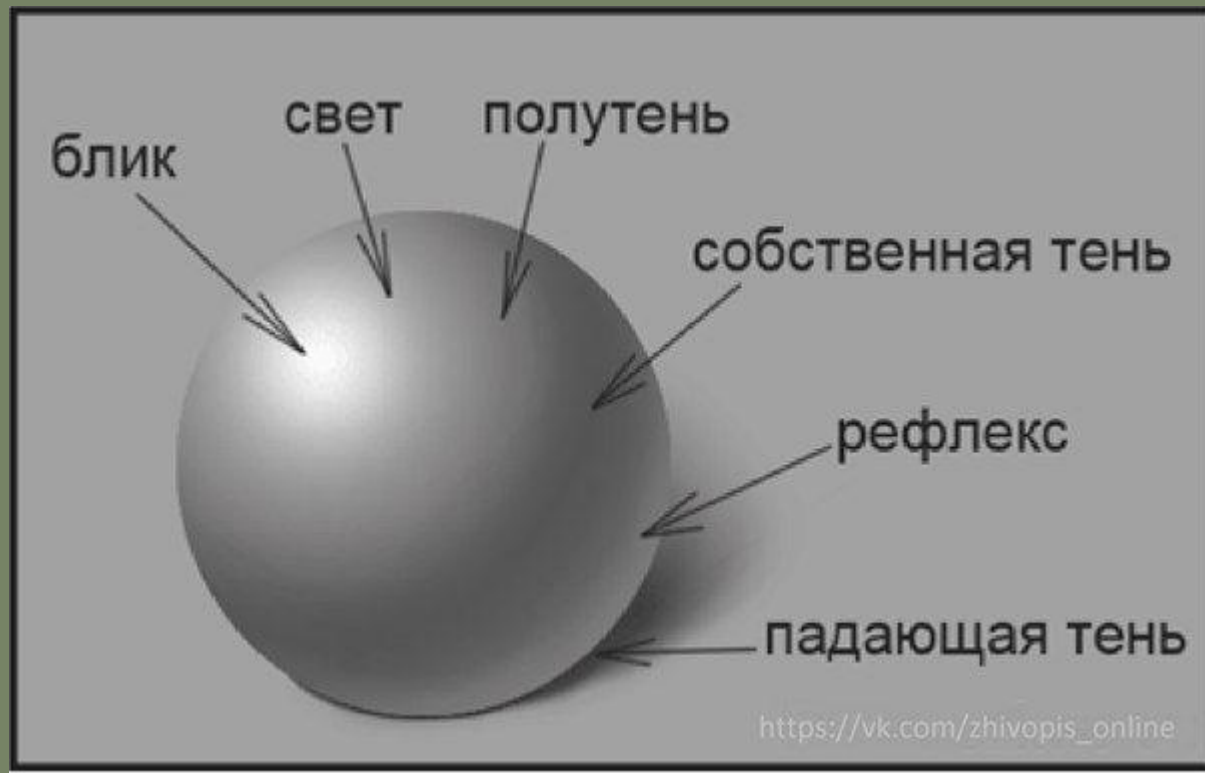 свет
полутень
блик
собственная тень
рефлекс
падающая тень
https://vk.com/zhivopis_online